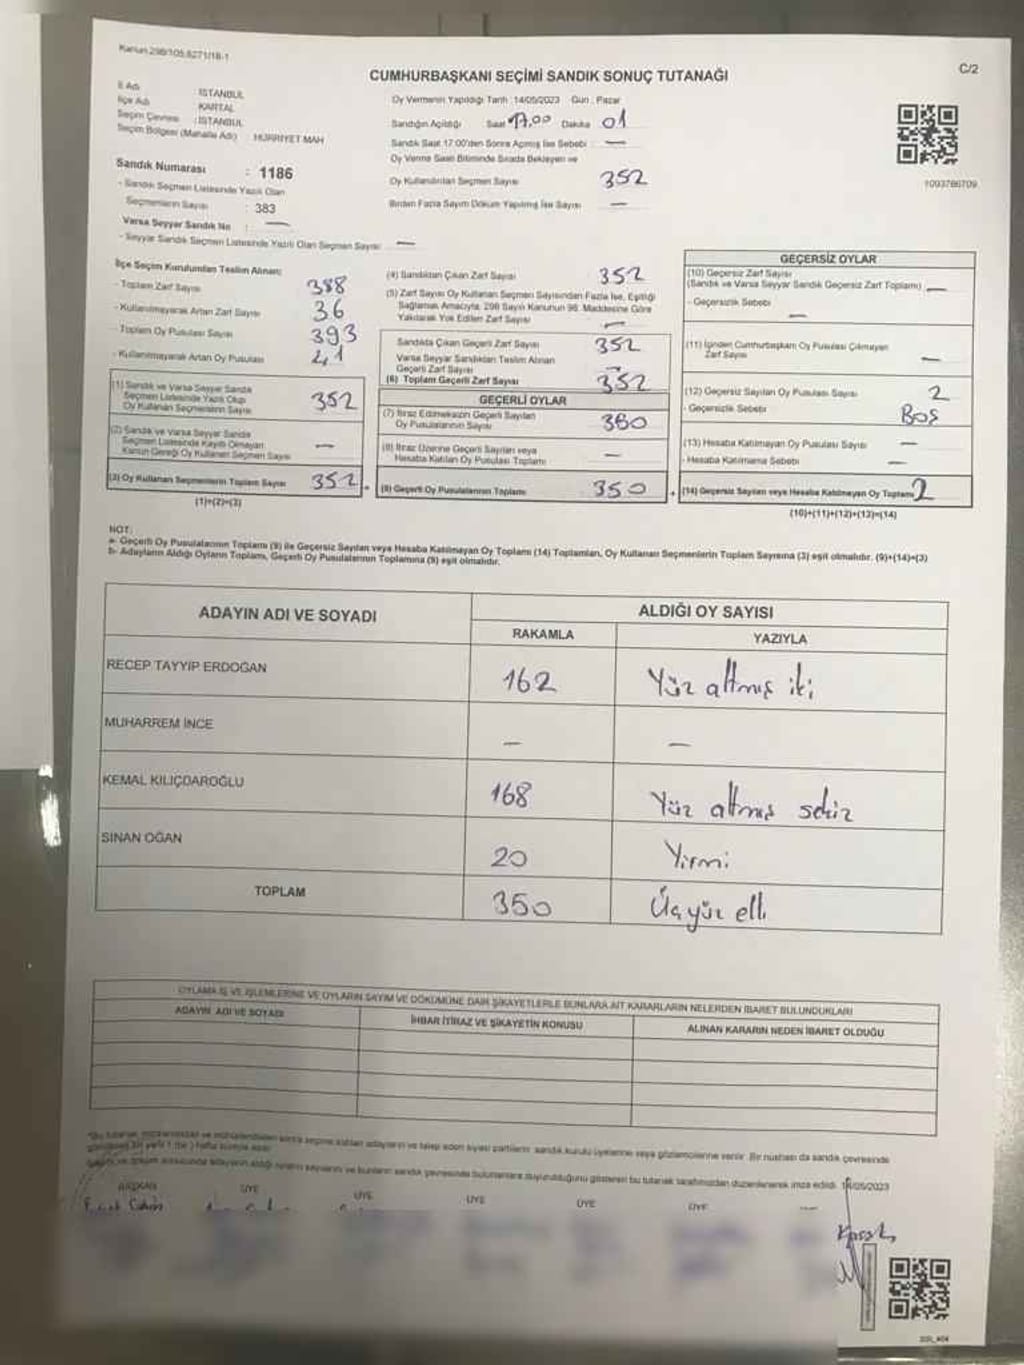 Kanun 298/105.6271/18-1
C/2
CUMHURBAŞKANI SEÇİMİ SANDIK SONUÇ TUTANAĞI
İl Adı : İSTANBUL
İlçe Adı : KARTAL
Seçim Çevresi : İSTANBUL
Seçim Bölgesi (Mahalle Adı) : HÜRRİYET MAH
Sandık Numarası : 1186
- Sandık Seçmen Listesinde Yazılı Olan
Seçmenlerin Sayısı : 383
Varsa Seyyar Sandık No : —
- Seyyar Sandık Seçmen Listesinde Yazılı Olan Seçmen Sayısı —
Oy Vermenin Yapıldığı Tarih : 14/05/2023 Gün : Pazar
Sandığın Açıldığı Saat 17.00 Dakika 01
Sandık Saat 17:00'den Sonra Açmış İse Sebebi : —
Oy Verme Saati Bitiminde Sırada Bekleyen ve
Oy Kullandırılan Seçmen Sayısı 352
Birden Fazla Sayım Döküm Yapılmış İse Sayısı —
1093786709
İlçe Seçim Kurulundan Teslim Alınan:
- Toplam Zarf Sayısı 388
- Kullanılmayarak Artan Zarf Sayısı 36
- Toplam Oy Pusulası Sayısı 393
- Kullanılmayarak Artan Oy Pusulası 41
(1) Sandık ve Varsa Seyyar Sandık
Seçmen Listesinde Yazılı Olup
Oy Kullanan Seçmenlerin Sayısı 352
(2) Sandık ve Varsa Seyyar Sandık
Seçmen Listesinde Kayıtlı Olmayan
Kanun Gereği Oy Kullanan Seçmen Sayısı —
(3) Oy Kullanan Seçmenlerin Toplam Sayısı 352
(1)+(2)=(3)
(4) Sandıktan Çıkan Zarf Sayısı 352
(5) Zarf Sayısı Oy Kullanan Seçmen Sayısından Fazla İse, Eşitliği
Sağlamak Amacıyla; 298 Sayılı Kanunun 98. Maddesine Göre
Yakılarak Yok Edilen Zarf Sayısı —
Sandıkta Çıkan Geçerli Zarf Sayısı 352
Varsa Seyyar Sandıktan Teslim Alınan
Geçerli Zarf Sayısı —
(6) Toplam Geçerli Zarf Sayısı 352
GEÇERLİ OYLAR
(7) İtiraz Edilmeksizin Geçerli Sayılan
Oy Pusulalarının Sayısı 350
(8) İtiraz Üzerine Geçerli Sayılan veya
Hesaba Katılan Oy Pusulası Toplamı —
(9) Geçerli Oy Pusulalarının Toplamı 350
GEÇERSİZ OYLAR
(10) Geçersiz Zarf Sayısı
(Sandık ve Varsa Seyyar Sandık Geçersiz Zarf Toplamı) —
- Geçersizlik Sebebi —
(11) İçinden Cumhurbaşkanı Oy Pusulası Çıkmayan
Zarf Sayısı —
(12) Geçersiz Sayılan Oy Pusulası Sayısı 2
- Geçersizlik Sebebi BOŞ
(13) Hesaba Katılmayan Oy Pusulası Sayısı —
- Hesaba Katılmama Sebebi —
(14) Geçersiz Sayılan veya Hesaba Katılmayan Oy Toplamı 2
(10)+(11)+(12)+(13)=(14)
NOT:
a- Geçerli Oy Pusulalarının Toplamı (9) ile Geçersiz Sayılan veya Hesaba Katılmayan Oy Toplamı (14) Toplamları, Oy Kullanan Seçmenlerin Toplam Sayısına (3) eşit olmalıdır. (9)+(14)=(3)
b- Adayların Aldığı Oyların Toplamı, Geçerli Oy Pusulalarının Toplamına (9) eşit olmalıdır.
ADAYIN ADI VE SOYADI
ALDIĞI OY SAYISI
RAKAMLA YAZIYLA
RECEP TAYYİP ERDOĞAN 162 Yüz altmış iki
MUHARREM İNCE — —
KEMAL KILIÇDAROĞLU 168 Yüz altmış sekiz
SİNAN OĞAN 20 Yirmi
TOPLAM 350 Üçyüz elli
OYLAMA İŞ VE İŞLEMLERİNE VE OYLARIN SAYIM VE DÖKÜMÜNE DAİR ŞİKAYETLERLE BUNLARA AİT KARARLARIN NELERDEN İBARET BULUNDUKLARI
ADAYIN ADI VE SOYADI İHBAR İTİRAZ VE ŞİKAYETİN KONUSU ALINAN KARARIN NEDEN İBARET OLDUĞU
BAŞKAN ÜYE ÜYE ÜYE ÜYE ÜYE